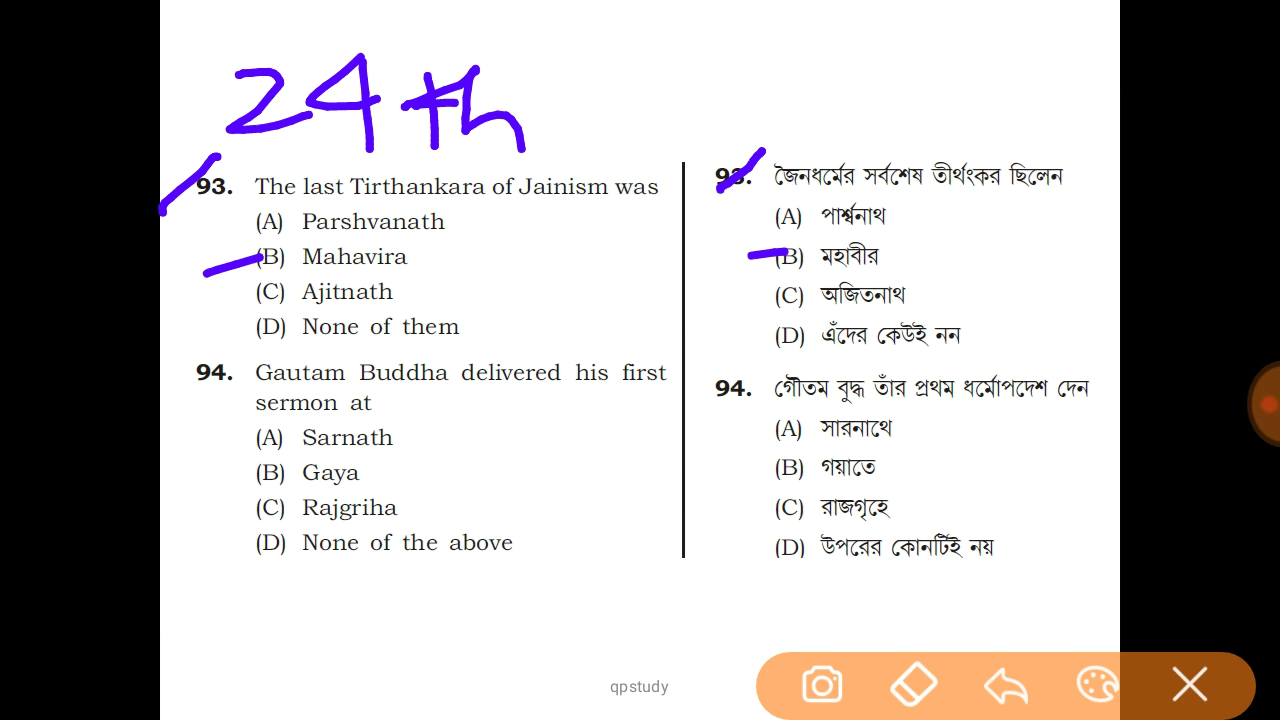 24th
93. The last Tirthankara of Jainism was
(A) Parshvanath
(B) Mahavira
(C) Ajitnath
(D) None of them
94. Gautam Buddha delivered his first
sermon at
(A) Sarnath
(B) Gaya
(C) Rajgriha
(D) None of the above
93. জৈনধর্মের সর্বশেষ তীর্থংকর ছিলেন
(A) পার্শ্বনাথ
(B) মহাবীর
(C) অজিতনাথ
(D) এঁদের কেউই নন
94. গৌতম বুদ্ধ তাঁর প্রথম ধর্মোপদেশ দেন
(A) সারনাথে
(B) গয়াতে
(C) রাজগৃহে
(D) উপরের কোনটিই নয়
qpstudy